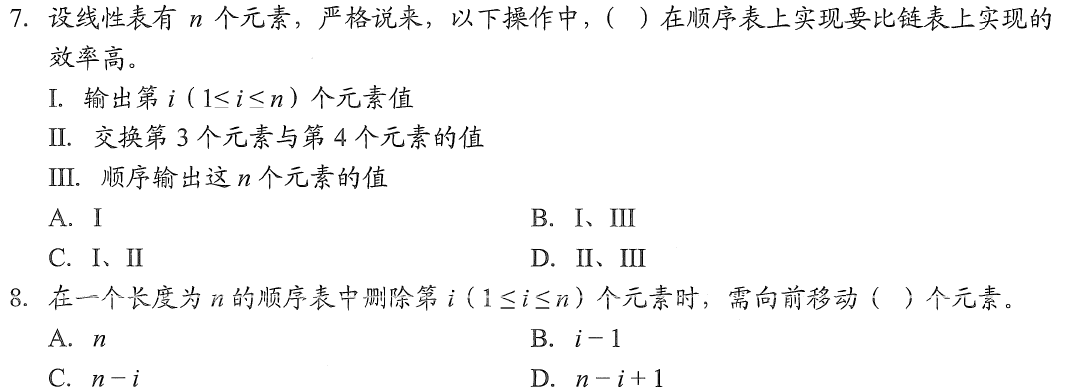 7. 设线性表有 n 个元素，严格说来，以下操作中，（ ）在顺序表上实现要比链表上实现的
效率高。
I. 输出第 i（1≤i≤n）个元素值
II. 交换第 3 个元素与第 4 个元素的值
III. 顺序输出这 n 个元素的值
A. I B. I、III
C. I、II D. II、III
8. 在一个长度为 n 的顺序表中删除第 i（1≤i≤n）个元素时，需向前移动（ ）个元素。
A. n B. i－1
C. n－i D. n－i＋1